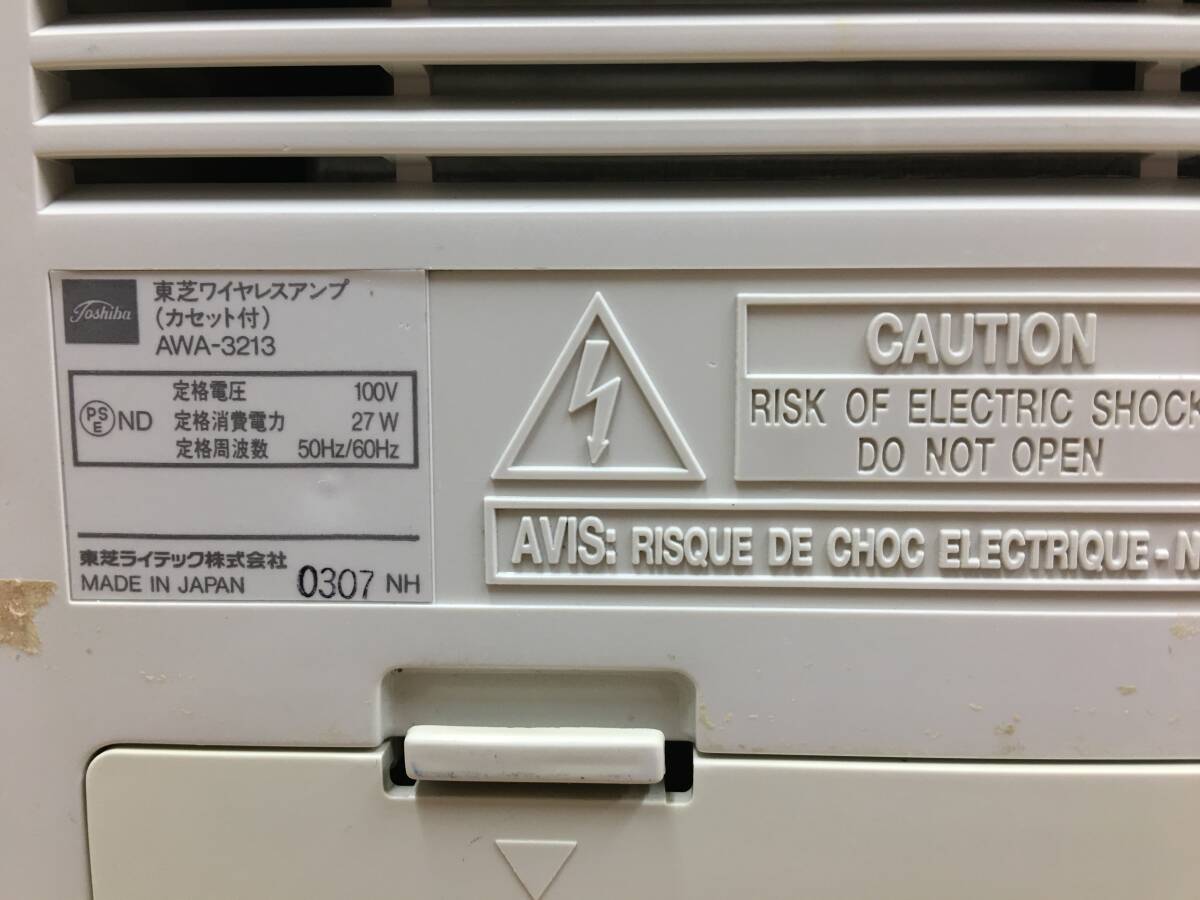 Toshiba
東芝ワイヤレスアンプ
(カセット付)
AWA-3213
PSE ND
定格電圧 100V
定格消費電力 27W
定格周波数 50Hz/60Hz
東芝ライテック株式会社
MADE IN JAPAN 0307 NH
CAUTION
RISK OF ELECTRIC SHOCK
DO NOT OPEN
AVIS: RISQUE DE CHOC ELECTRIQUE - N